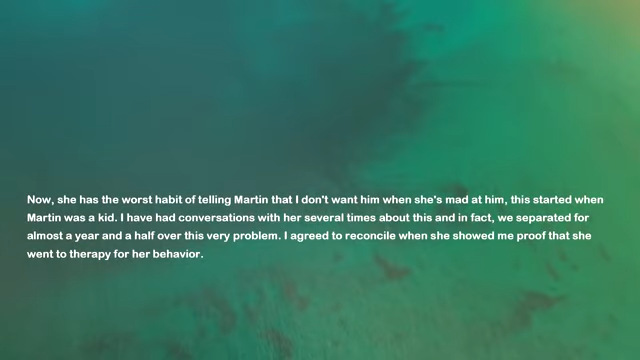 Now, she has the worst habit of telling Martin that I don't want him when she's mad at him, this started when
Martin was a kid. I have had conversations with her several times about this and in fact, we separated for
almost a year and a half over this very problem. I agreed to reconcile when she showed me proof that she
went to therapy for her behavior.